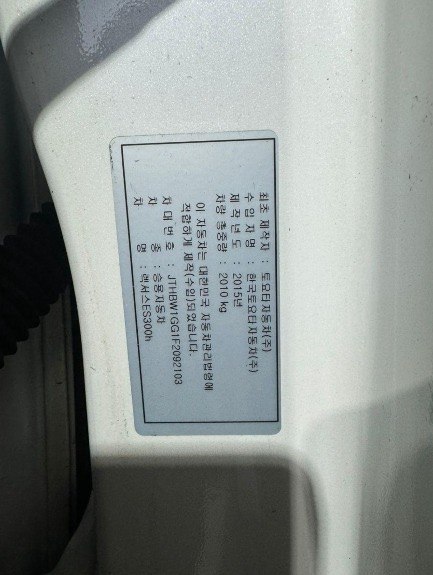 최초 제작자 : 토요타자동차(주)
수입자명 : 한국토요타자동차(주)
제작년도 : 2015년
차량 총중량 : 2010 kg
이 자동차는 대한민국 자동차관리법령에
적합하게 제작(수입)되었습니다.
차대번호 : JTHBW1GG1F2092103
차종 : 승용자동차
차명 : 렉서스ES300h